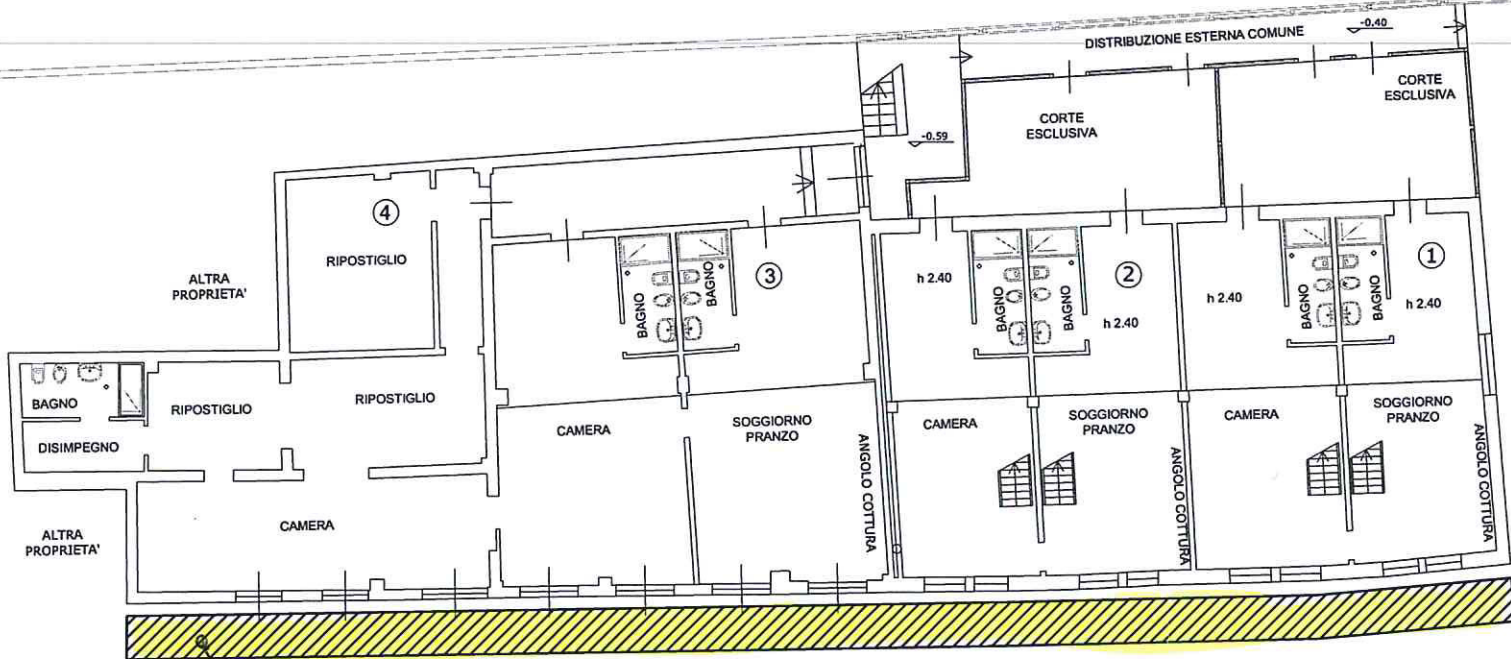 DISTRIBUZIONE ESTERNA COMUNE
-0.40
CORTE
ESCLUSIVA
CORTE
ESCLUSIVA
-0.59
4
RIPOSTIGLIO
ALTRA
PROPRIETA'
3
BAGNO
BAGNO
h 2.40
BAGNO
BAGNO
2
h 2.40
h 2.40
BAGNO
BAGNO
1
h 2.40
BAGNO
DISIMPEGNO
RIPOSTIGLIO
RIPOSTIGLIO
CAMERA
SOGGIORNO
PRANZO
ANGOLO COTTURA
CAMERA
SOGGIORNO
PRANZO
ANGOLO COTTURA
CAMERA
SOGGIORNO
PRANZO
ANGOLO COTTURA
CAMERA
ALTRA
PROPRIETA'